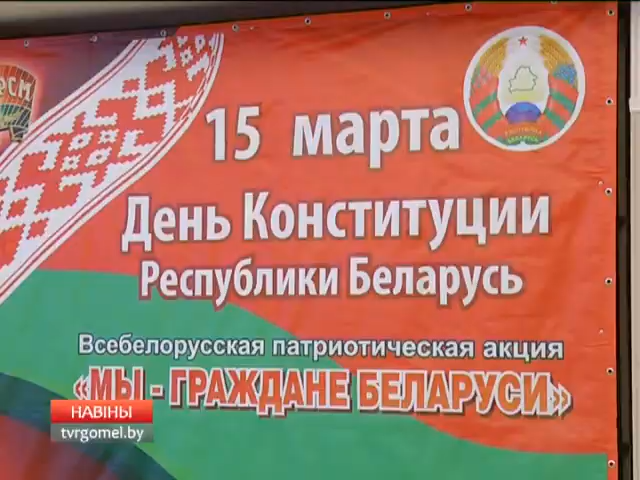 15 марта
День Конституции
Республики Беларусь
Всебелорусская патриотическая акция
«МЫ - ГРАЖДАНЕ БЕЛАРУСИ»
НАВІНЫ
tvrgomel.by